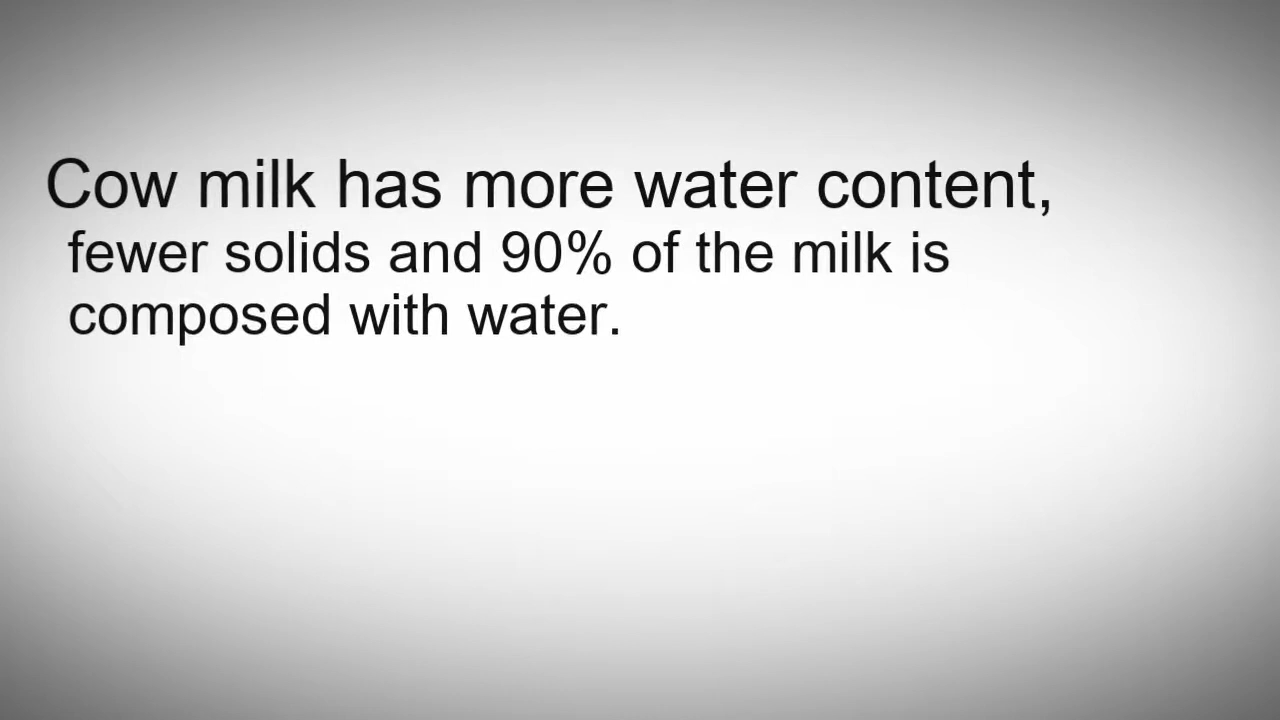 Cow milk has more water content,
fewer solids and 90% of the milk is
composed with water.